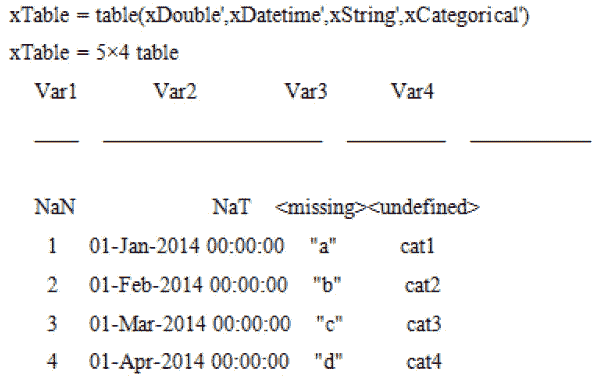 xTable = table(xDouble',xDatetime',xString',xCategorical')
xTable = 5×4 table
Var1 Var2 Var3 Var4
NaN NaT <missing><undefined>
1 01-Jan-2014 00:00:00 "a" cat1
2 01-Feb-2014 00:00:00 "b" cat2
3 01-Mar-2014 00:00:00 "c" cat3
4 01-Apr-2014 00:00:00 "d" cat4